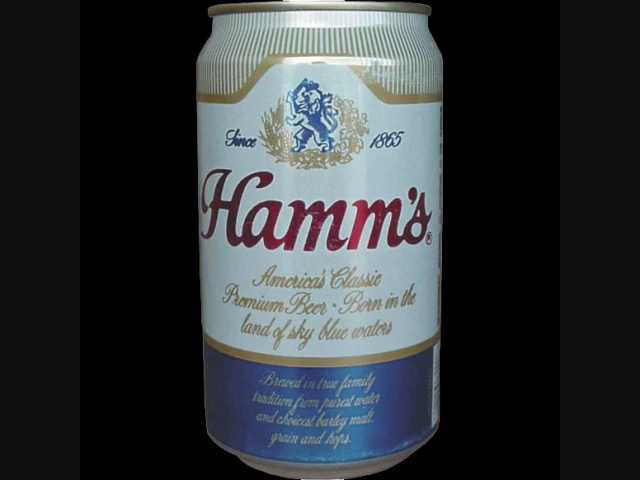 Since 1865
Hamm's®
America's Classic
Premium Beer · Born in the
land of sky blue waters
Brewed in true family
tradition from purest water
and choicest barley malt,
grain and hops.